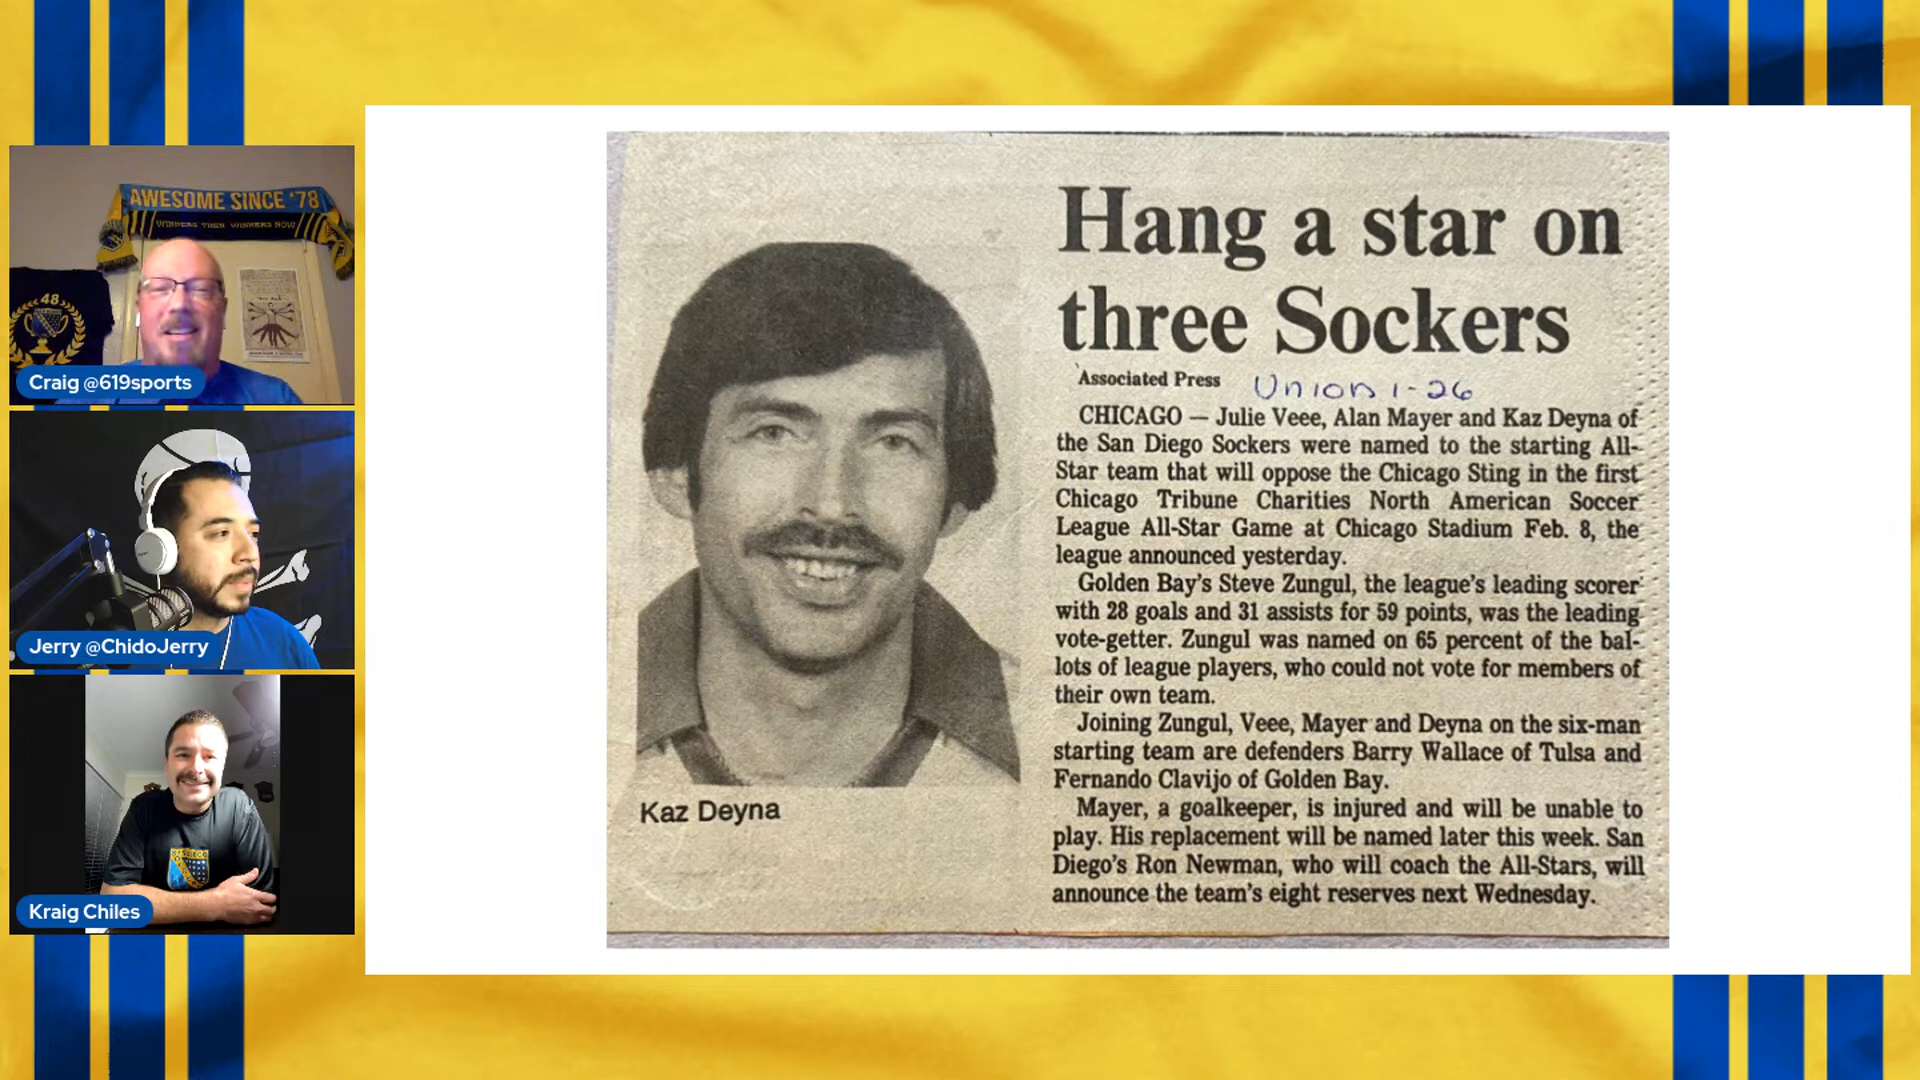 AWESOME SINCE '78
WINNERS THEN WINNERS NOW
48
Craig @619sports
Jerry @ChidoJerry
Kraig Chiles
Hang a star on
three Sockers
Associated Press
Union 1-26
CHICAGO — Julie Veee, Alan Mayer and Kaz Deyna of
the San Diego Sockers were named to the starting All-
Star team that will oppose the Chicago Sting in the first
Chicago Tribune Charities North American Soccer
League All-Star Game at Chicago Stadium Feb. 8, the
league announced yesterday.
Golden Bay's Steve Zungul, the league's leading scorer
with 28 goals and 31 assists for 59 points, was the leading
vote-getter. Zungul was named on 65 percent of the bal-
lots of league players, who could not vote for members of
their own team.
Joining Zungul, Veee, Mayer and Deyna on the six-man
starting team are defenders Barry Wallace of Tulsa and
Fernando Clavijo of Golden Bay.
Mayer, a goalkeeper, is injured and will be unable to
play. His replacement will be named later this week. San
Diego's Ron Newman, who will coach the All-Stars, will
announce the team's eight reserves next Wednesday.
Kaz Deyna